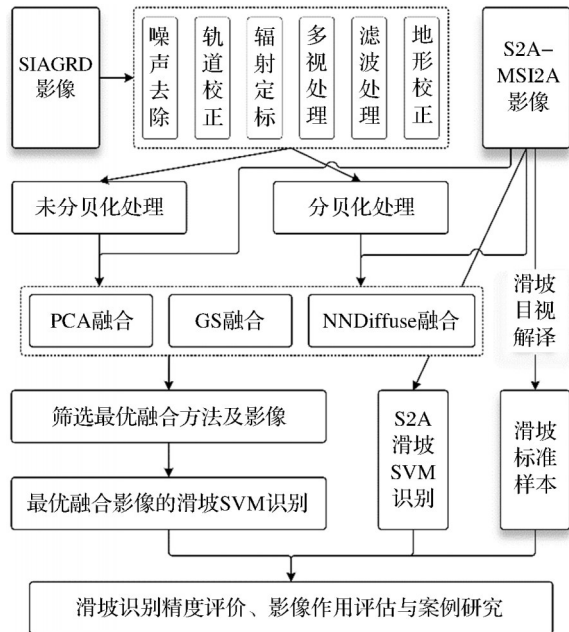 SIAGRD
影像
噪声去除
轨道校正
辐射定标
多视处理
滤波处理
地形校正
S2A-
MSI2A
影像
未分贝化处理
分贝化处理
PCA融合
GS融合
NNDiffuse融合
滑坡
目视
解译
筛选最优融合方法及影像
S2A
滑坡
SVM
识别
滑坡
标准
样本
最优融合影像的滑坡SVM识别
滑坡识别精度评价、影像作用评估与案例研究